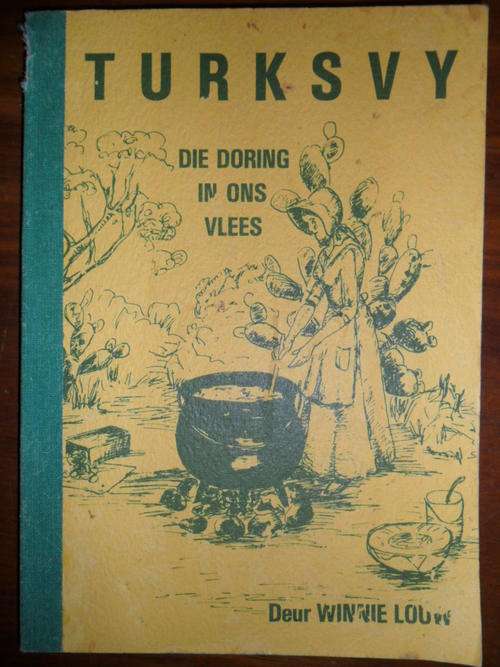 TURKSVY
DIE DORING
IN ONS
VLEES
Deur WINNIE LOUW